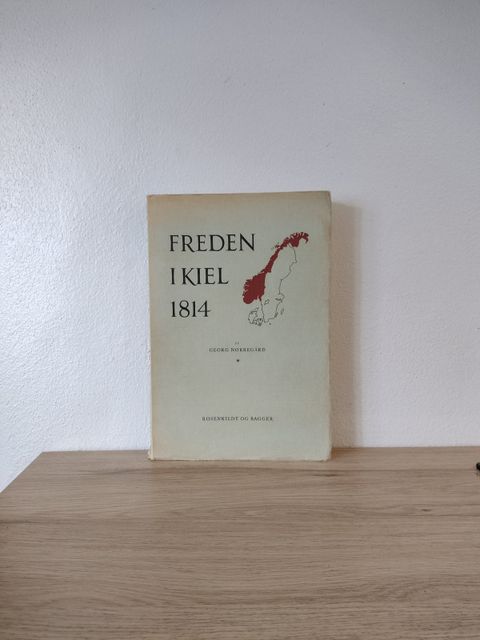 FREDEN
I KIEL
1814
AF
GEORG NØRREGÅRD
ROSENKILDE OG BAGGER